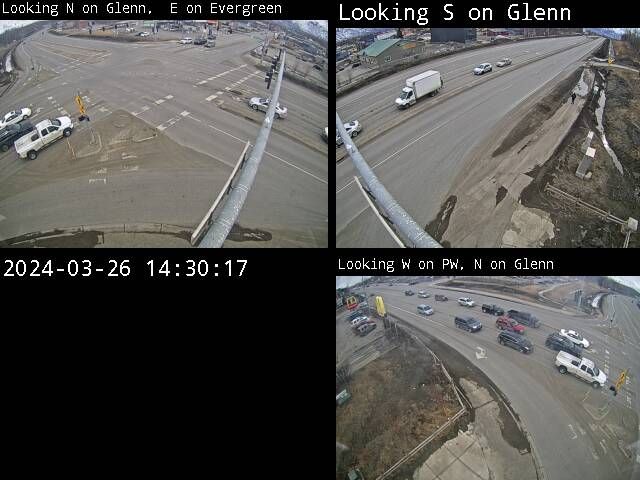 Looking N on Glenn,  E on Evergreen
Looking S on Glenn
2024-03-26 14:30:17
Looking W on PW, N on Glenn